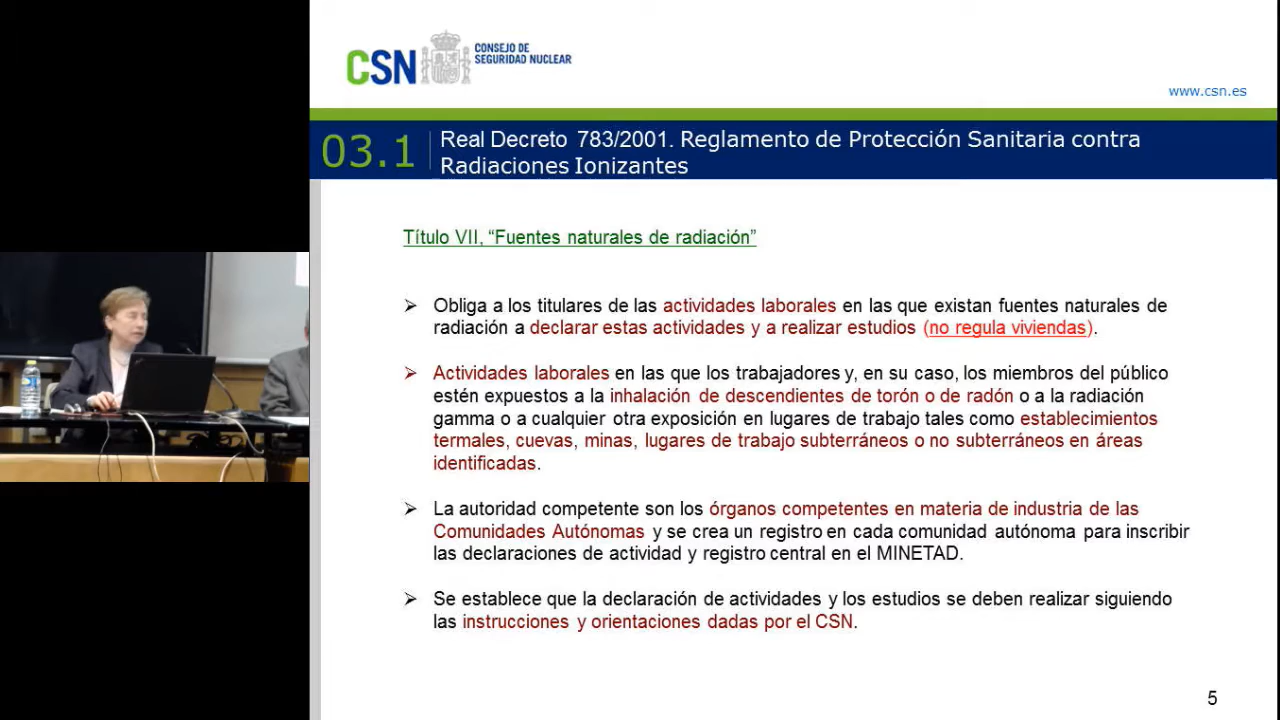 CSN
CONSEJO DE
SEGURIDAD NUCLEAR
www.csn.es
03.1
Real Decreto 783/2001. Reglamento de Protección Sanitaria contra
Radiaciones Ionizantes
Título VII, “Fuentes naturales de radiación”
➢ Obliga a los titulares de las actividades laborales en las que existan fuentes naturales de
radiación a declarar estas actividades y a realizar estudios (no regula viviendas).
➢ Actividades laborales en las que los trabajadores y, en su caso, los miembros del público
estén expuestos a la inhalación de descendientes de torón o de radón o a la radiación
gamma o a cualquier otra exposición en lugares de trabajo tales como establecimientos
termales, cuevas, minas, lugares de trabajo subterráneos o no subterráneos en áreas
identificadas.
➢ La autoridad competente son los órganos competentes en materia de industria de las
Comunidades Autónomas y se crea un registro en cada comunidad autónoma para inscribir
las declaraciones de actividad y registro central en el MINETAD.
➢ Se establece que la declaración de actividades y los estudios se deben realizar siguiendo
las instrucciones y orientaciones dadas por el CSN.
5